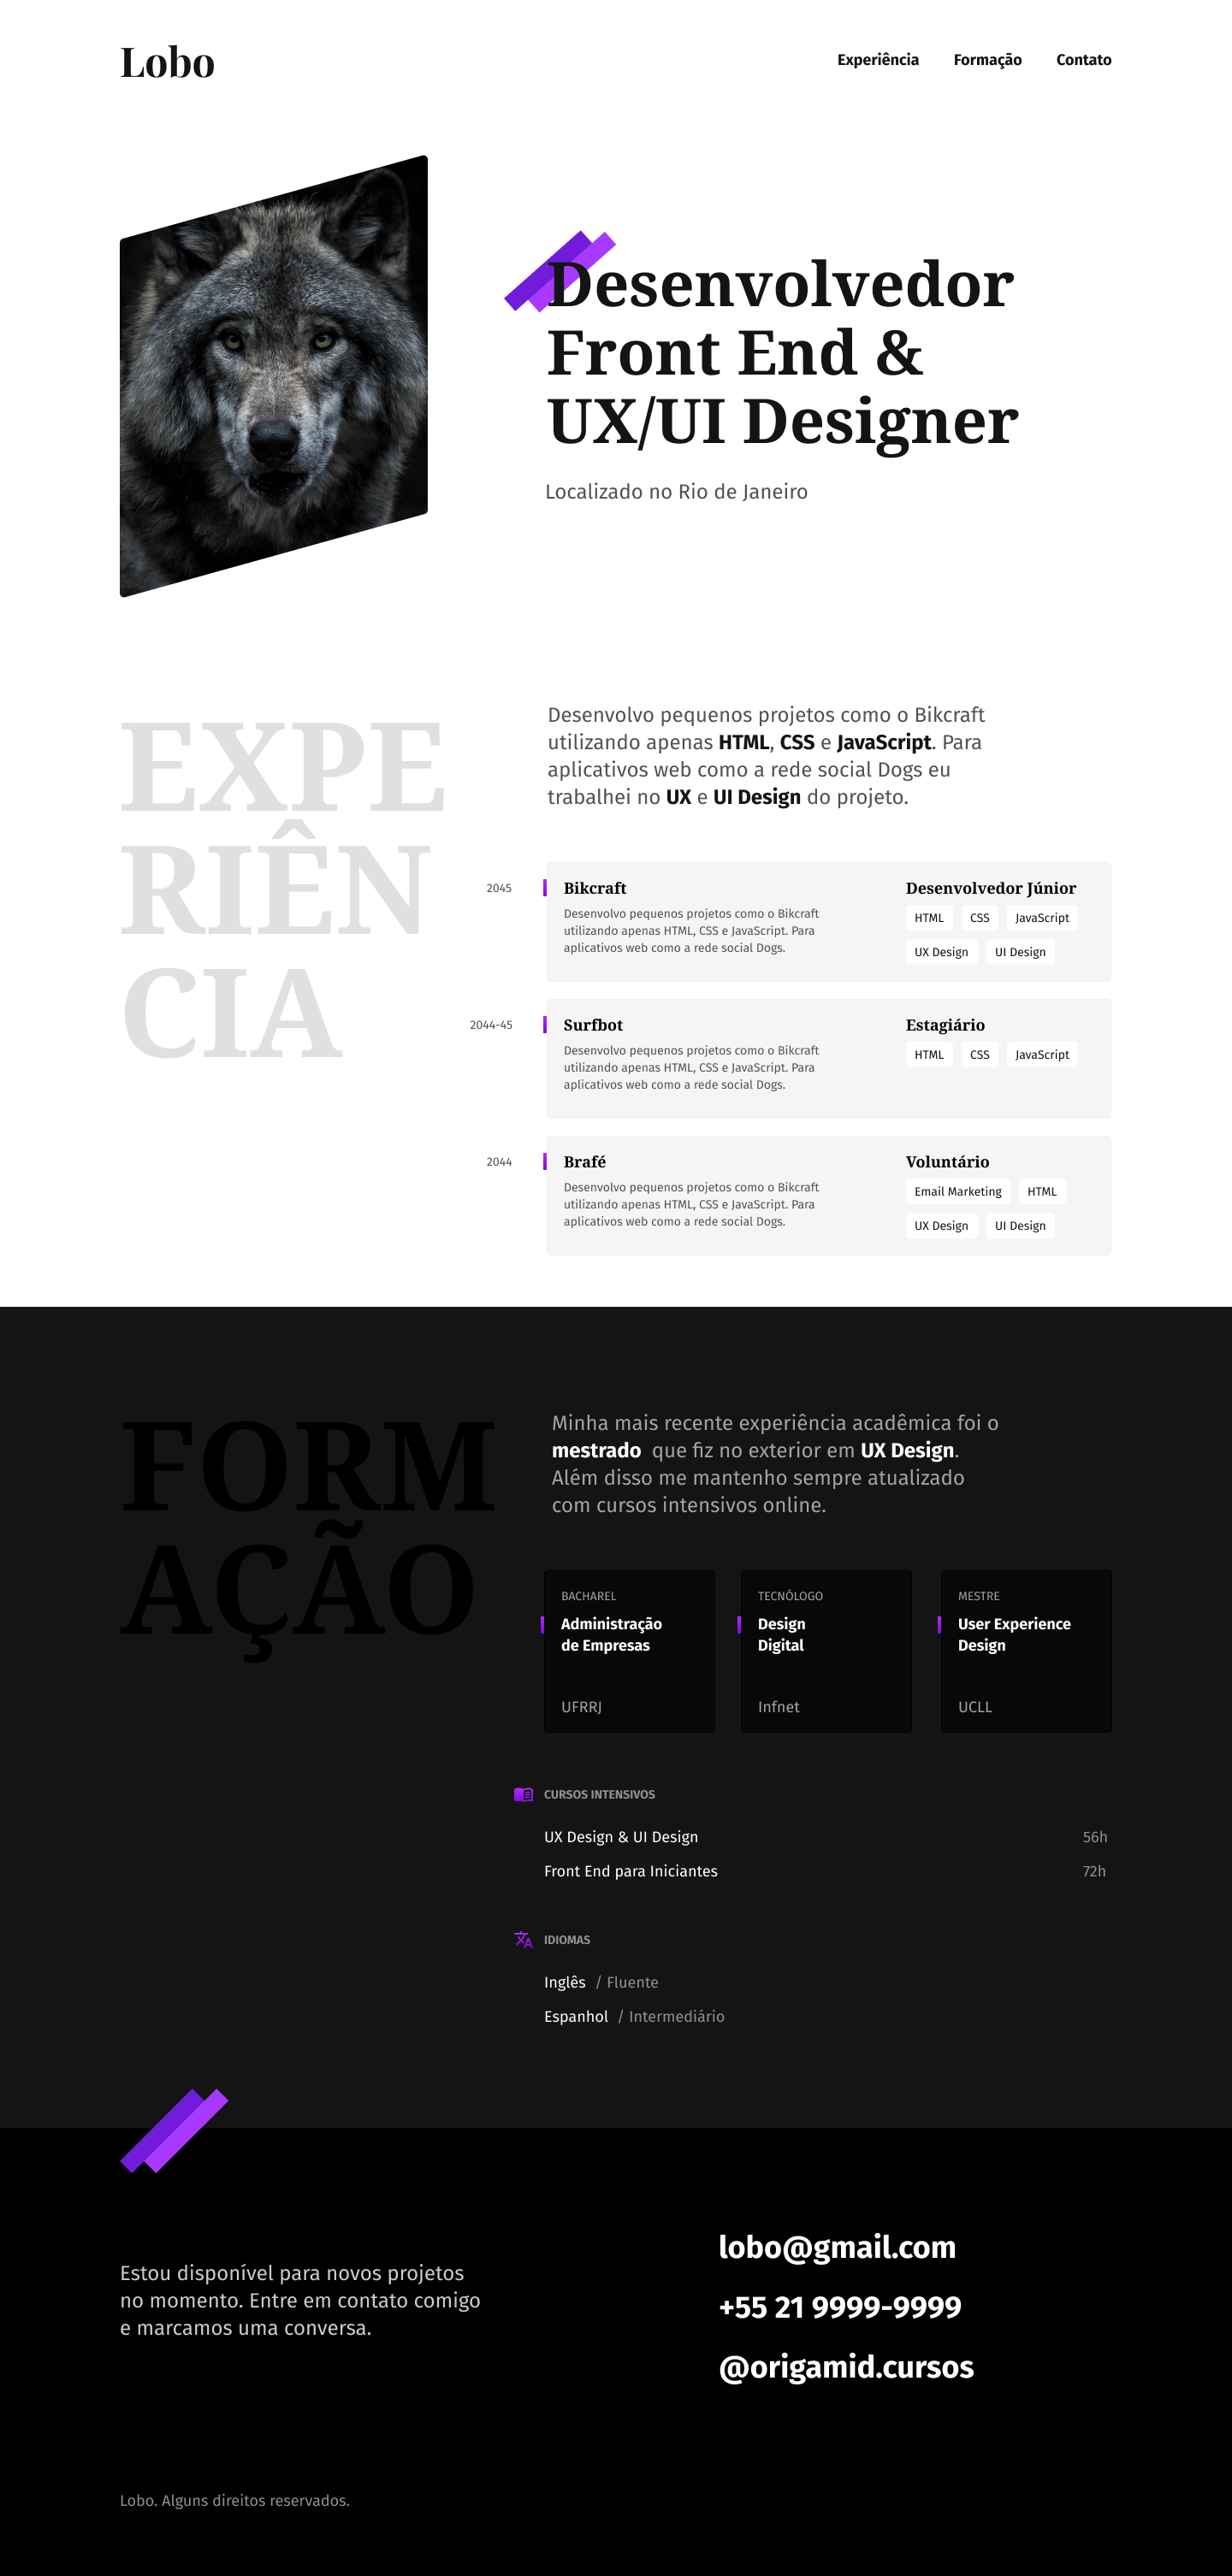 Lobo
Experiência
Formação
Contato
Desenvolvedor
Front End &
UX/UI Designer
Localizado no Rio de Janeiro
EXPE
RIÊN
CIA
Desenvolvo pequenos projetos como o Bikcraft
utilizando apenas HTML, CSS e JavaScript. Para
aplicativos web como a rede social Dogs eu
trabalhei no UX e UI Design do projeto.
2045
Bikcraft
Desenvolvo pequenos projetos como o Bikcraft
utilizando apenas HTML, CSS e JavaScript. Para
aplicativos web como a rede social Dogs.
Desenvolvedor Júnior
HTML CSS JavaScript
UX Design UI Design
2044-45
Surfbot
Desenvolvo pequenos projetos como o Bikcraft
utilizando apenas HTML, CSS e JavaScript. Para
aplicativos web como a rede social Dogs.
Estagiário
HTML CSS JavaScript
2044
Brafé
Desenvolvo pequenos projetos como o Bikcraft
utilizando apenas HTML, CSS e JavaScript. Para
aplicativos web como a rede social Dogs.
Voluntário
Email Marketing HTML
UX Design UI Design
FORM
AÇÃO
Minha mais recente experiência acadêmica foi o
mestrado que fiz no exterior em UX Design.
Além disso me mantenho sempre atualizado
com cursos intensivos online.
BACHAREL
Administração
de Empresas
UFRRJ
TECNÓLOGO
Design
Digital
Infnet
MESTRE
User Experience
Design
UCLL
CURSOS INTENSIVOS
UX Design & UI Design 56h
Front End para Iniciantes 72h
IDIOMAS
Inglês / Fluente
Espanhol / Intermediário
Estou disponível para novos projetos
no momento. Entre em contato comigo
e marcamos uma conversa.
lobo@gmail.com
+55 21 9999-9999
@origamid.cursos
Lobo. Alguns direitos reservados.